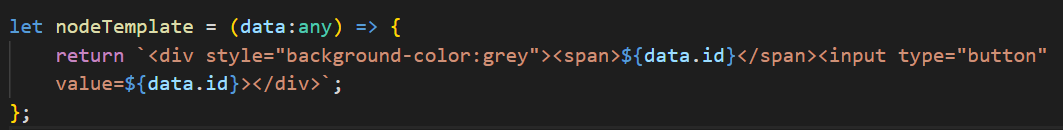 let nodeTemplate = (data:any) => {
return `<div style="background-color:grey"><span>${data.id}</span><input type="button"
value=${data.id}></div>`;
};